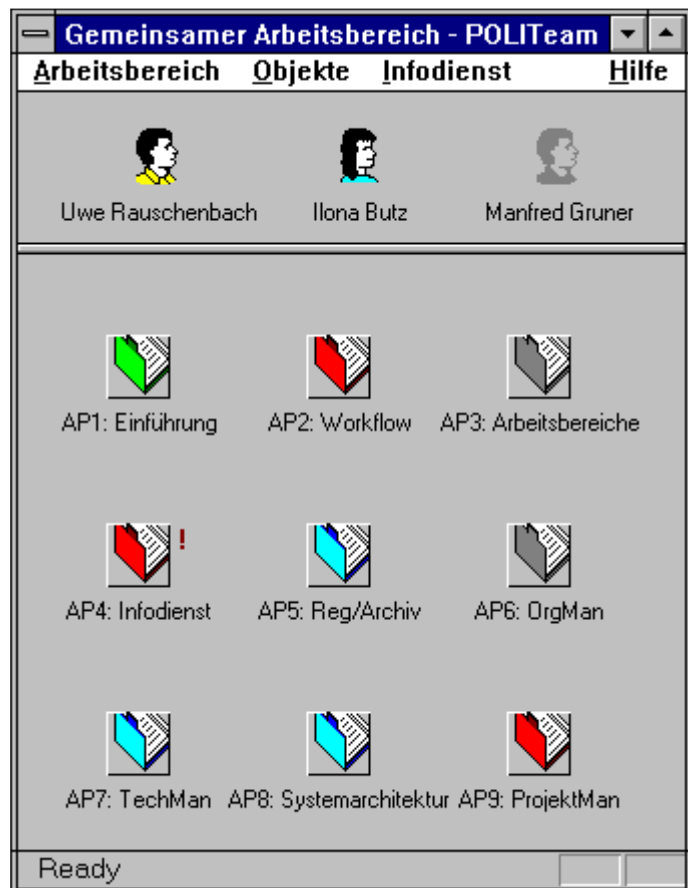 Gemeinsamer Arbeitsbereich - POLITeam
Arbeitsbereich Objekte Infodienst Hilfe
Uwe Rauschenbach Ilona Butz Manfred Gruner
AP1: Einführung AP2: Workflow AP3: Arbeitsbereiche
!
AP4: Infodienst AP5: Reg/Archiv AP6: OrgMan
AP7: TechMan AP8: Systemarchitektur AP9: ProjektMan
Ready